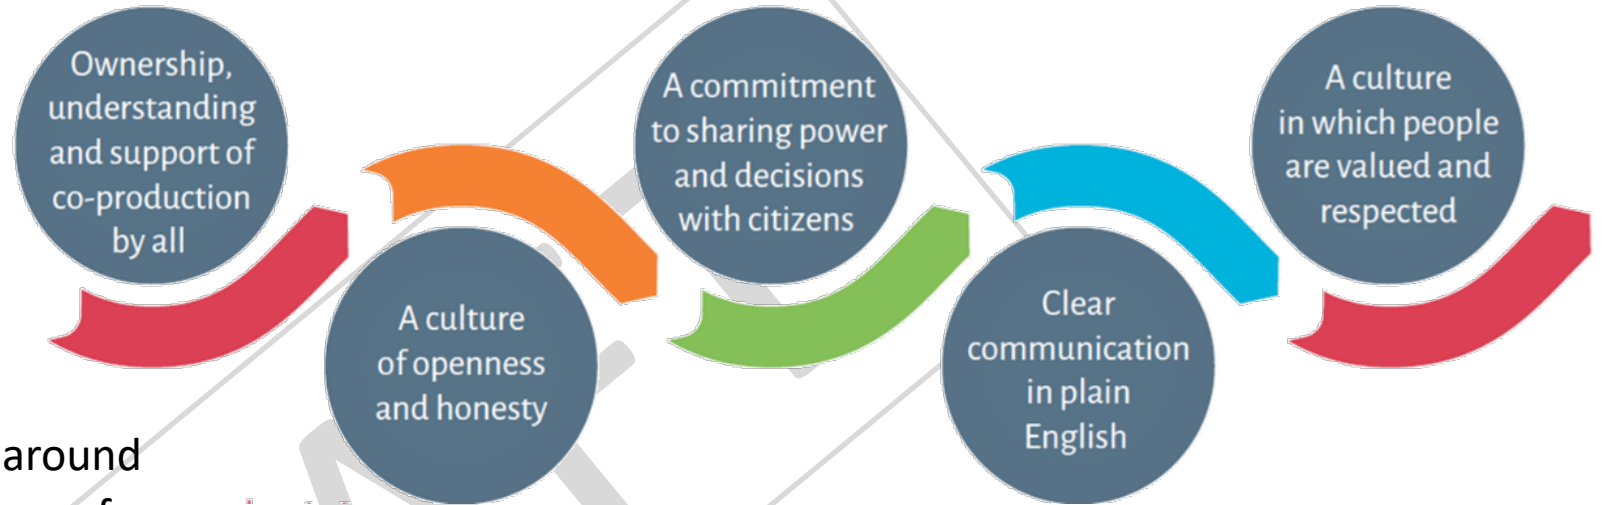 Ownership,
understanding
and support of
co-production
by all
A culture
of openness
and honesty
A commitment
to sharing power
and decisions
with citizens
Clear
communication
in plain
English
A culture
in which people
are valued and
respected
around